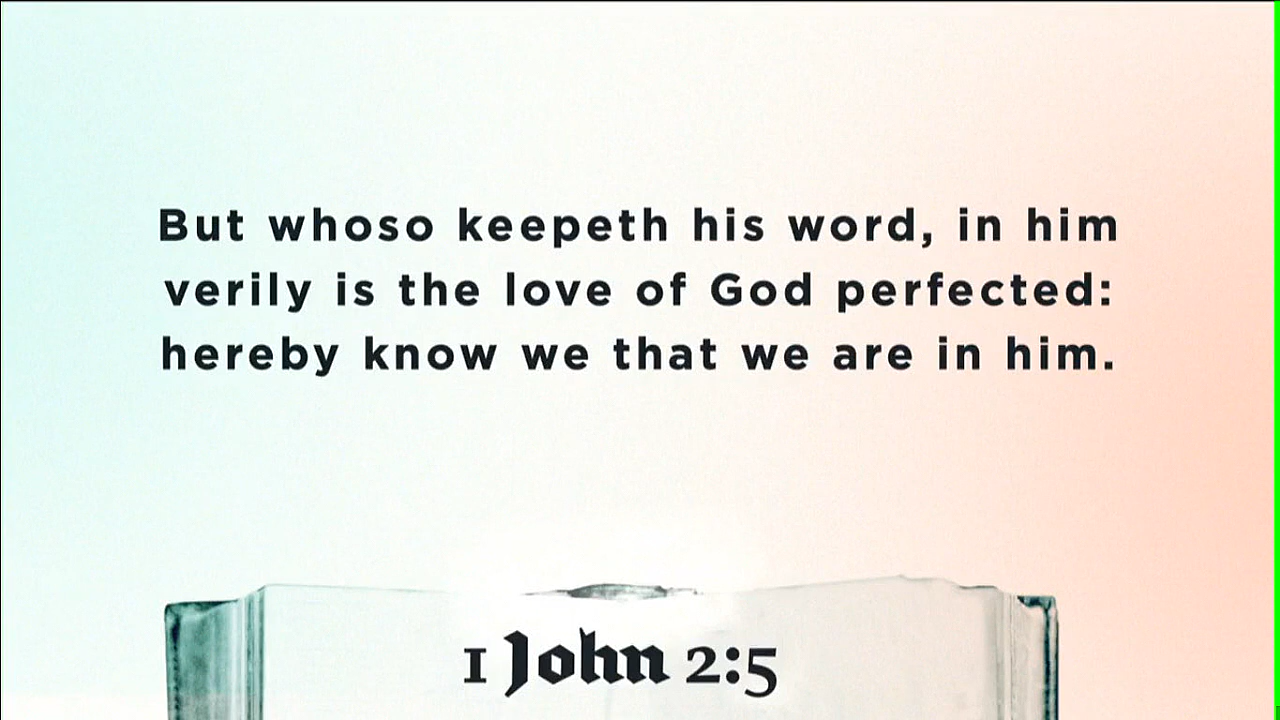 But whoso keepeth his word, in him
verily is the love of God perfected:
hereby know we that we are in him.
1 John 2:5